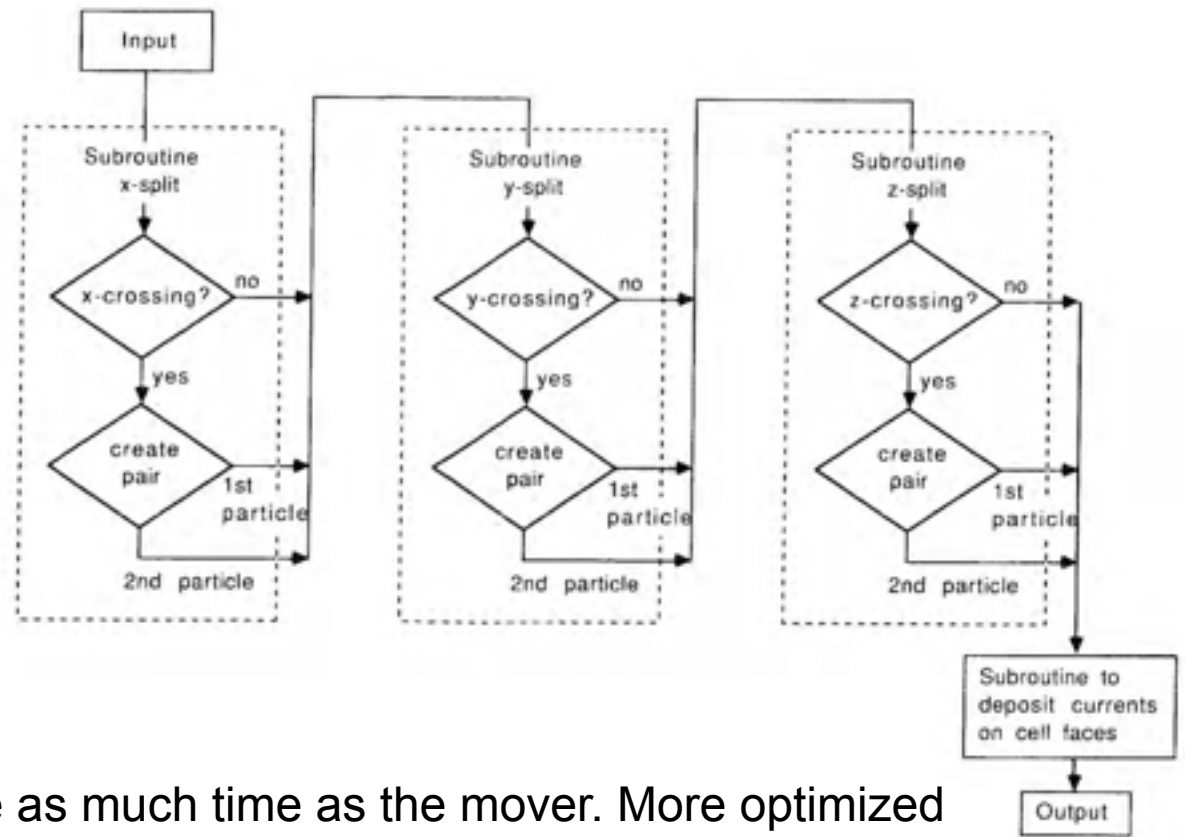 Input
Subroutine
x-split
x-crossing?
no
yes
create
pair
1st
particle
2nd particle
Subroutine
y-split
y-crossing?
no
yes
create
pair
1st
particle
2nd particle
Subroutine
z-split
z-crossing?
no
yes
create
pair
1st
particle
2nd particle
Subroutine to
deposit currents
on cell faces
Output
as much time as the mover. More optimized